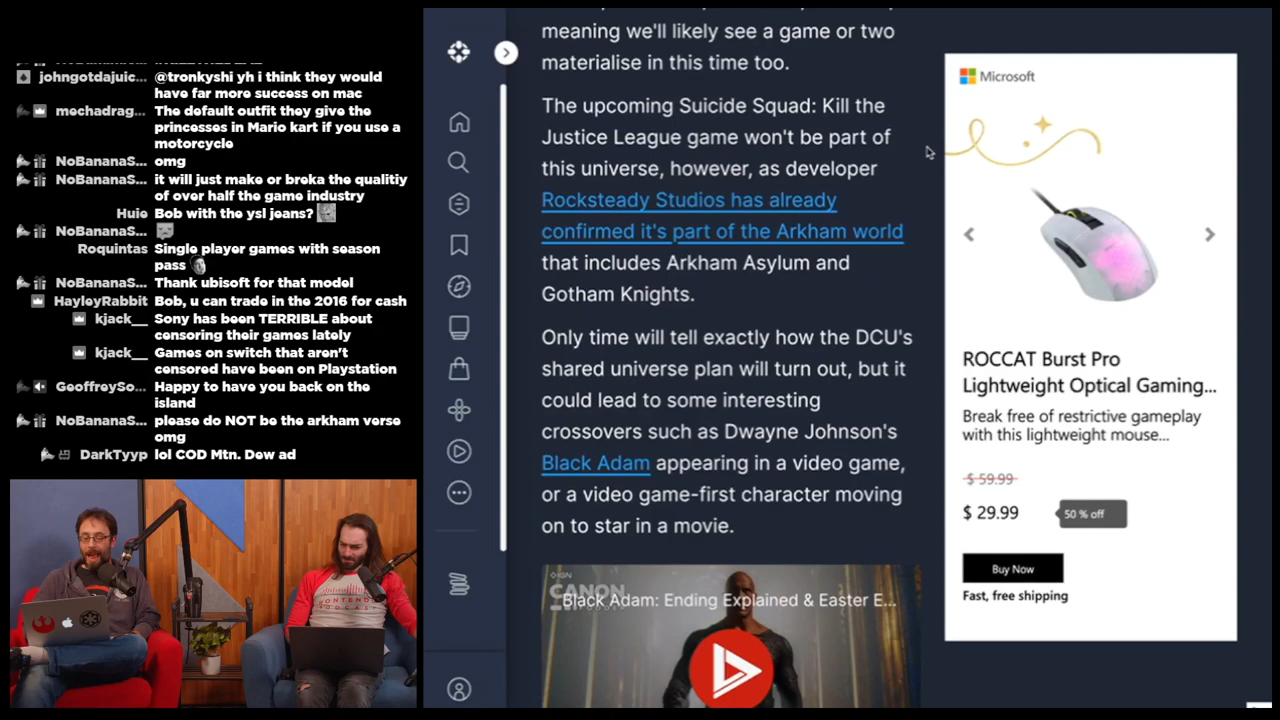 johngotdajuic... @tronkyshi yh i think they would
have far more success on mac
mechadrag... The default outfit they give the
princesses in Mario kart if you use a
motorcycle
NoBananaS... omg
NoBananaS... it will just make or breka the qualitiy
of over half the game industry
Huie Bob with the ysl jeans?
NoBananaS...
Roquintas Single player games with season
pass
NoBananaS... Thank ubisoft for that model
HayleyRabbit Bob, u can trade in the 2016 for cash
kjack__ Sony has been TERRIBLE about
censoring their games lately
kjack__ Games on switch that aren't
censored have been on Playstation
GeoffreySo... Happy to have you back on the
island
NoBananaS... please do NOT be the arkham verse
omg
DarkTyyp lol COD Mtn. Dew ad
meaning we'll likely see a game or two
materialise in this time too.
The upcoming Suicide Squad: Kill the
Justice League game won't be part of
this universe, however, as developer
Rocksteady Studios has already
confirmed it's part of the Arkham world
that includes Arkham Asylum and
Gotham Knights.
Only time will tell exactly how the DCU's
shared universe plan will turn out, but it
could lead to some interesting
crossovers such as Dwayne Johnson's
Black Adam appearing in a video game,
or a video game-first character moving
on to star in a movie.
IGN
CANON
Black Adam: Ending Explained & Easter E...
Microsoft
ROCCAT Burst Pro
Lightweight Optical Gaming...
Break free of restrictive gameplay
with this lightweight mouse...
$ 59.99
$ 29.99
50 % off
Buy Now
Fast, free shipping